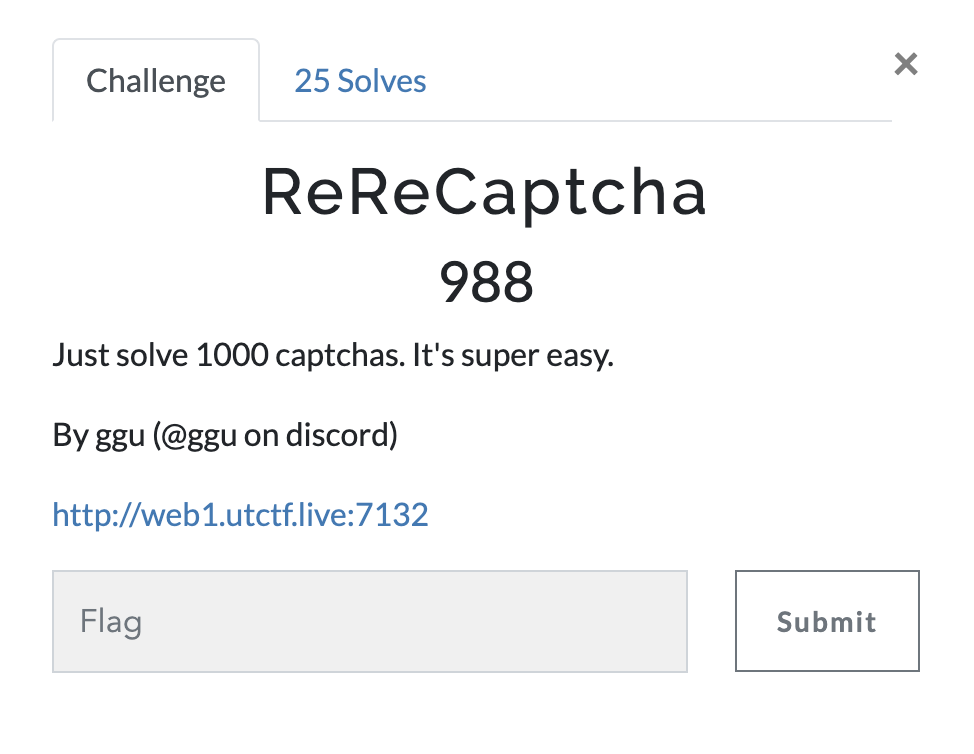 Challenge
25 Solves
×
ReReCaptcha
988
Just solve 1000 captchas. It's super easy.
By ggu (@ggu on discord)
http://web1.utctf.live:7132
Flag
Submit